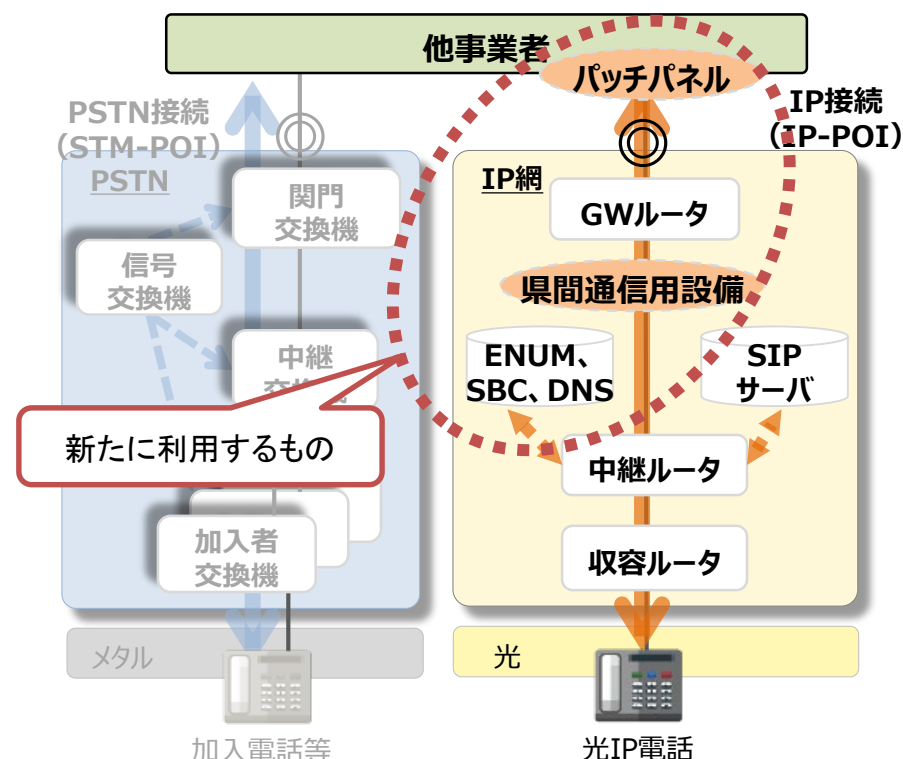 他事業者
パッチパネル
PSTN接続
(STM-POI)
PSTN
IP接続
(IP-POI)
IP網
関門
交換機
GWルータ
信号
交換機
県間通信用設備
中継
交換機
ENUM、
SBC、DNS
SIP
サーバ
新たに利用するもの
中継ルータ
加入者
交換機
収容ルータ
メタル
光
加入電話等
光IP電話